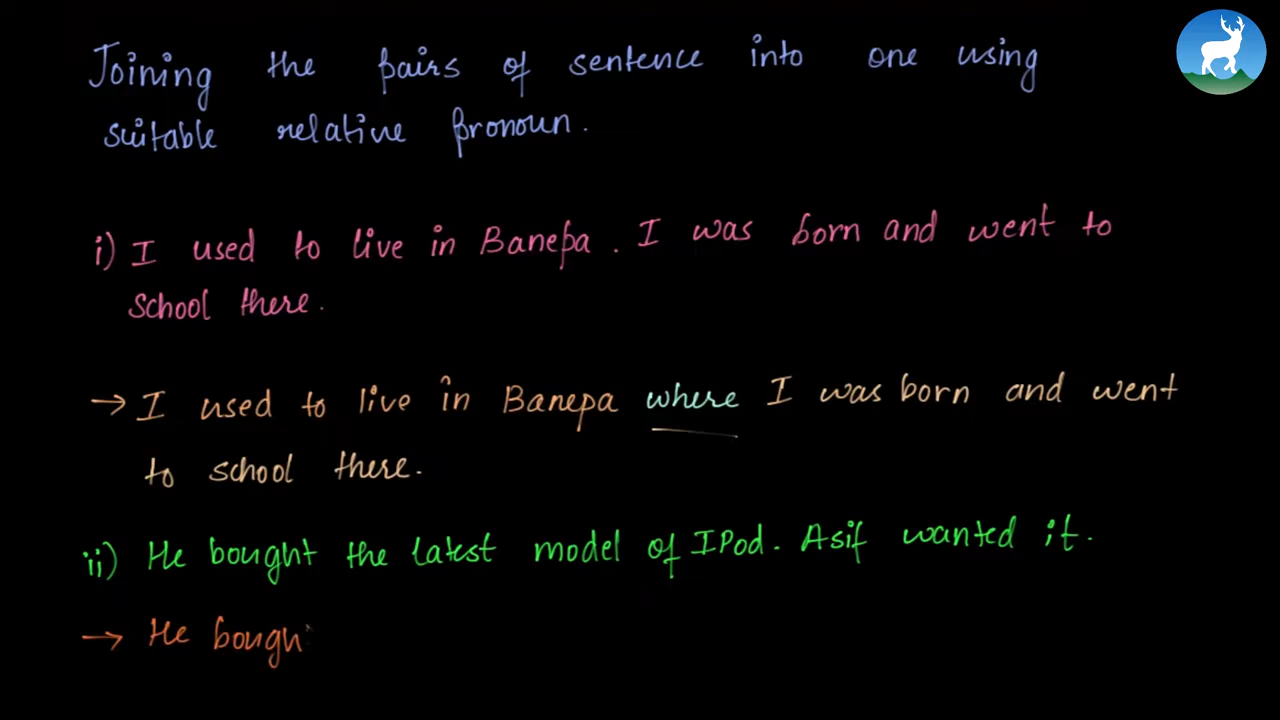 Joining the pairs of sentence into one using
suitable relative pronoun.
i) I used to live in Banepa. I was born and went to
school there.
→ I used to live in Banepa where I was born and went
to school there.
ii) He bought the latest model of IPod. Asif wanted it.
→ He bough